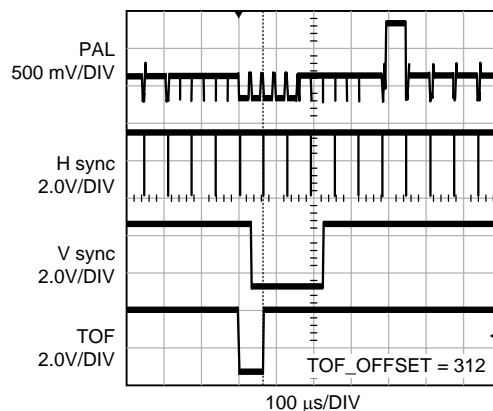 PAL
500 mV/DIV
H sync
2.0V/DIV
V sync
2.0V/DIV
TOF
2.0V/DIV
TOF_OFFSET = 312
100 µs/DIV